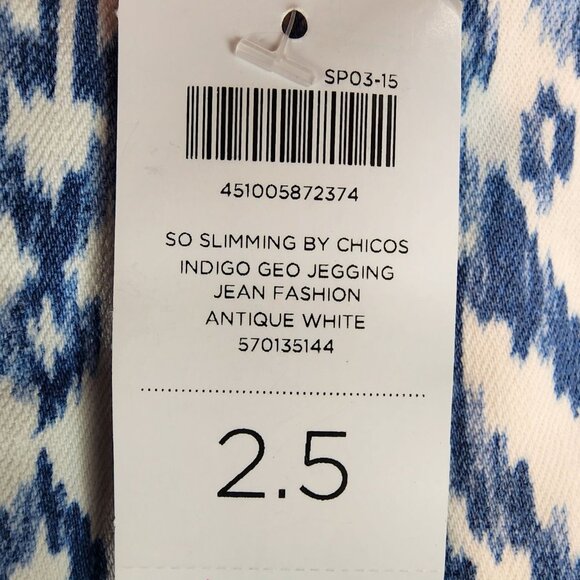 SP03-15
451005872374
SO SLIMMING BY CHICOS
INDIGO GEO JEGGING
JEAN FASHION
ANTIQUE WHITE
570135144
2.5